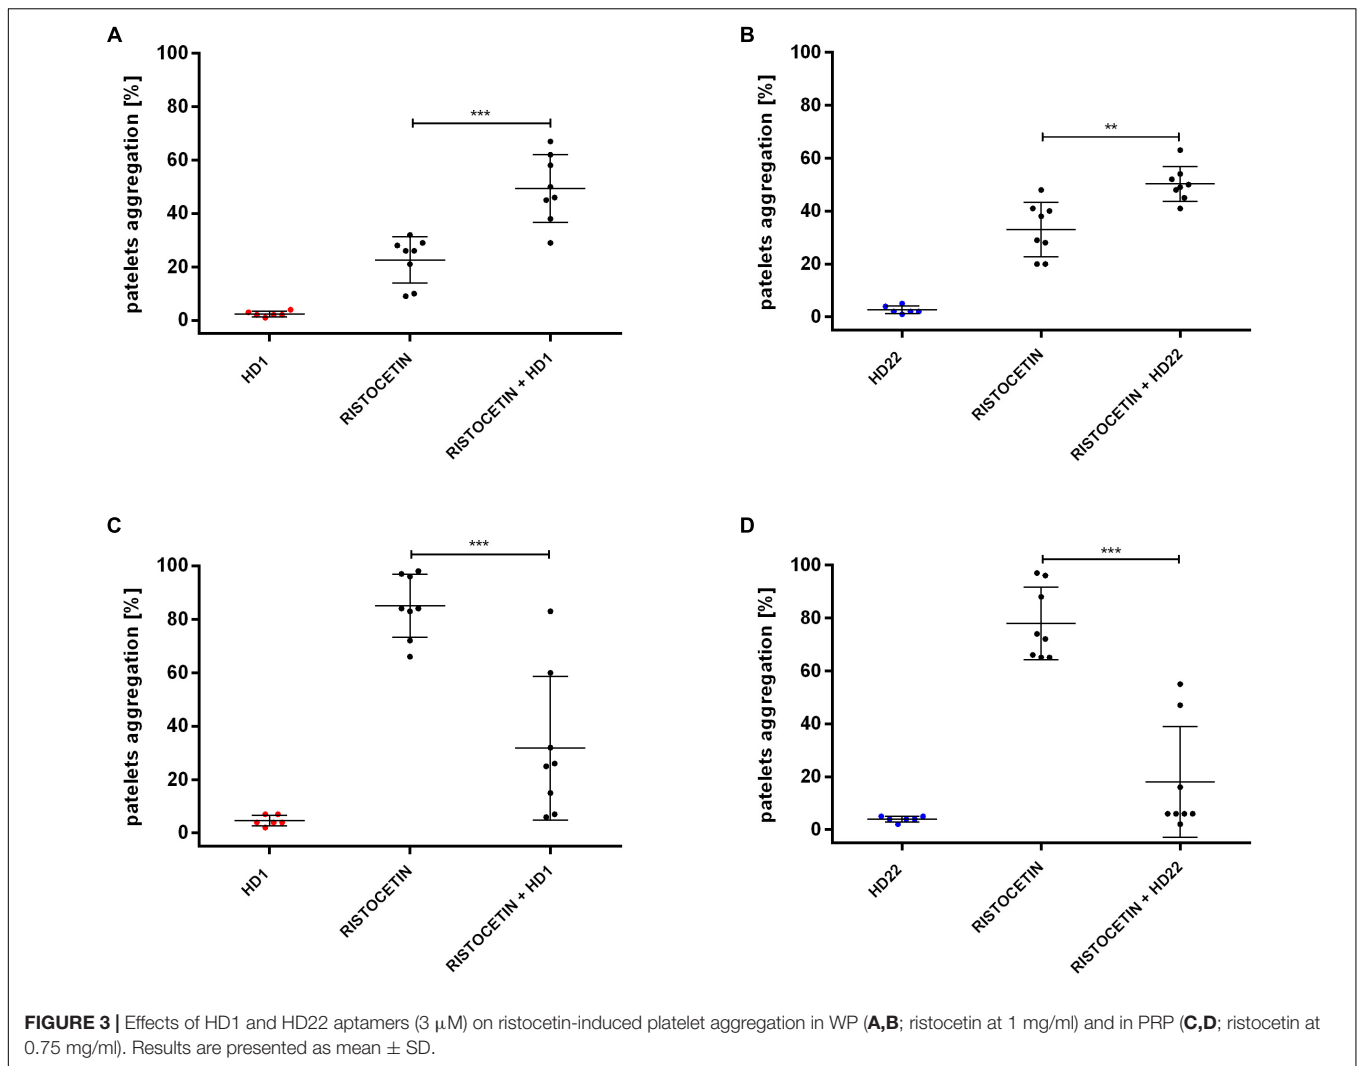 A
patelets aggregation [%]
100
80
60
40
20
0
***
HD1
RISTOCETIN
RISTOCETIN + HD1
B
patelets aggregation [%]
100
80
60
40
20
0
**
HD22
RISTOCETIN
RISTOCETIN + HD22
C
patelets aggregation [%]
100
80
60
40
20
0
***
HD1
RISTOCETIN
RISTOCETIN + HD1
D
patelets aggregation [%]
100
80
60
40
20
0
***
HD22
RISTOCETIN
RISTOCETIN + HD22
FIGURE 3 | Effects of HD1 and HD22 aptamers (3 μM) on ristocetin-induced platelet aggregation in WP (A,B; ristocetin at 1 mg/ml) and in PRP (C,D; ristocetin at
0.75 mg/ml). Results are presented as mean ± SD.